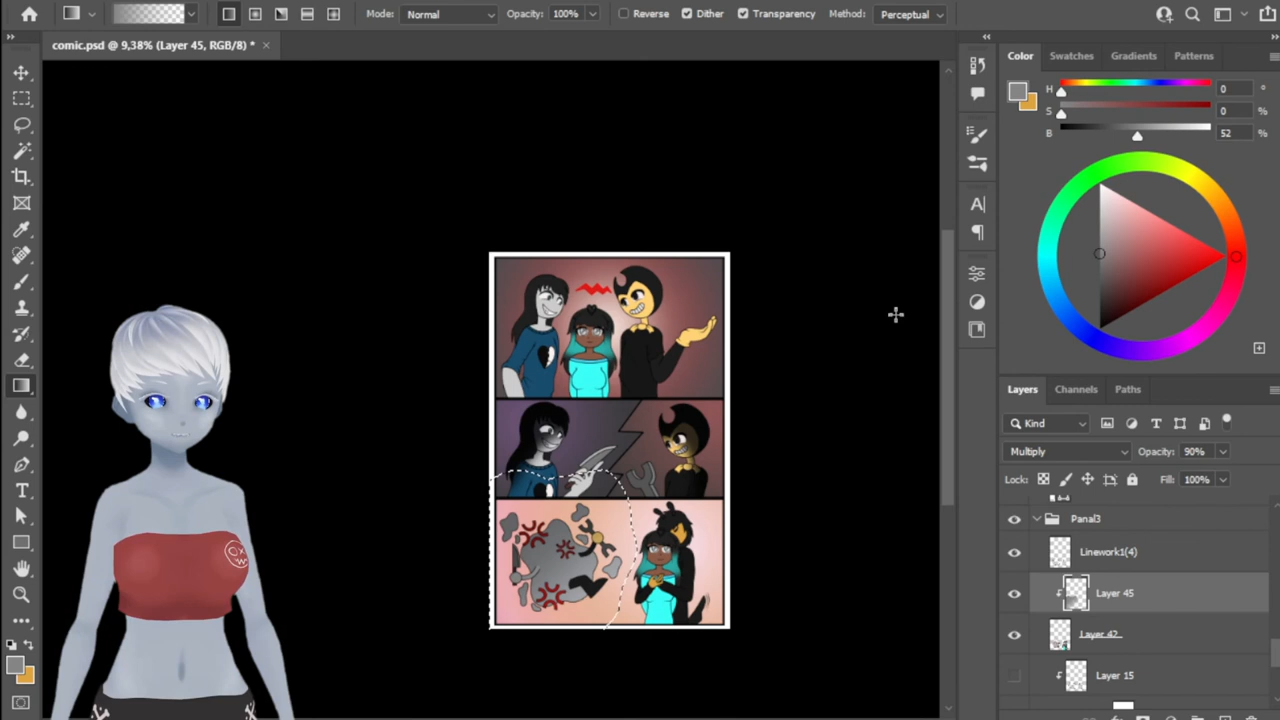 Mode: Normal Opacity: 100% Reverse Dither Transparency Method: Perceptual
comic.psd @ 9,38% (Layer 45, RGB/8) * ×
Color Swatches Gradients Patterns
H 0 °
S 0 %
B 52 %
Layers Channels Paths
Kind
Multiply Opacity: 90%
Lock: Fill: 100%
Panal3
Linework1(4)
Layer 45
Layer 42
Layer 15